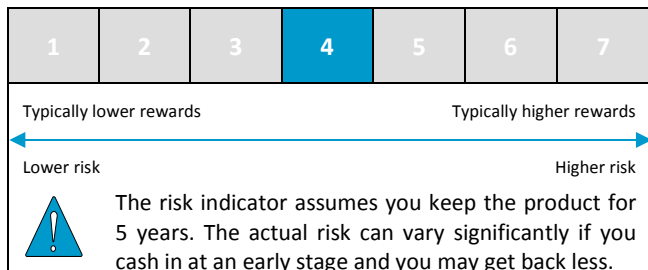 1 2 3 4 5 6 7
Typically lower rewards Typically higher rewards
Lower risk Higher risk
The risk indicator assumes you keep the product for
5 years. The actual risk can vary significantly if you
cash in at an early stage and you may get back less.